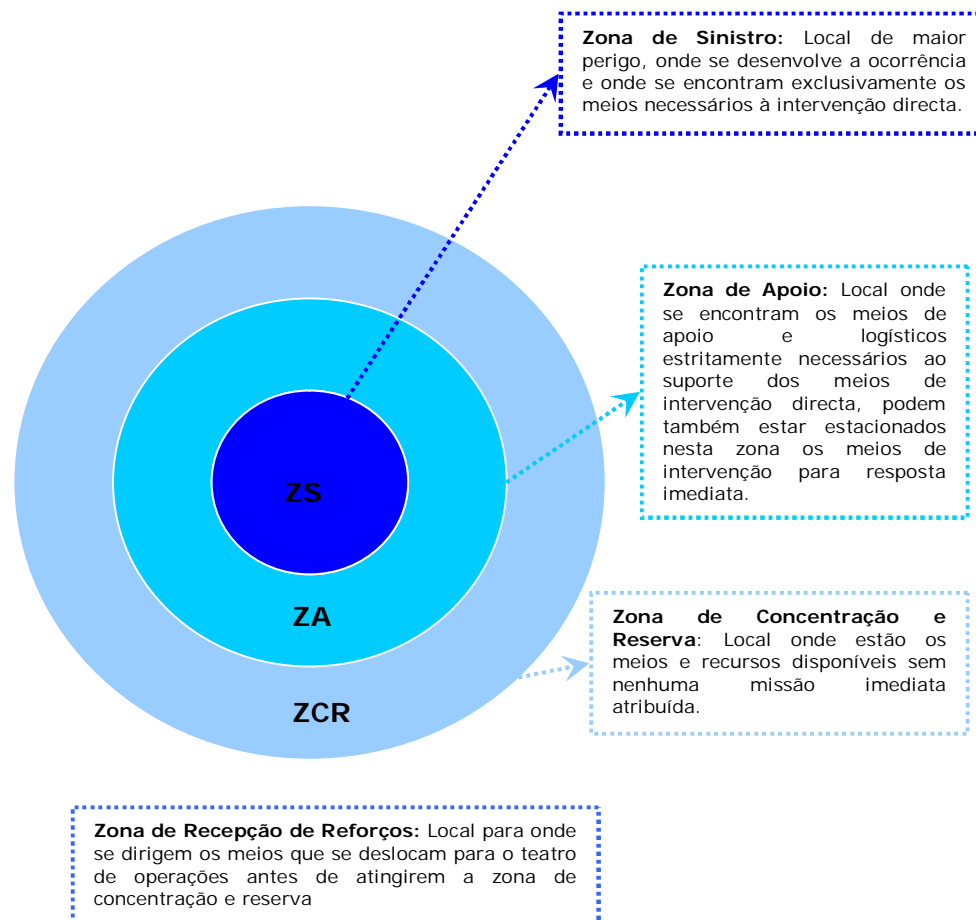 Zona de Sinistro: Local de maior
perigo, onde se desenvolve a ocorrência
e onde se encontram exclusivamente os
meios necessários à intervenção directa.
Zona de Apoio: Local onde
se encontram os meios de
apoio e logísticos
estritamente necessários ao
suporte dos meios de
intervenção directa, podem
também estar estacionados
nesta zona os meios de
intervenção para resposta
imediata.
ZS
ZA
Zona de Concentração e
Reserva: Local onde estão os
meios e recursos disponíveis sem
nenhuma missão imediata
atribuída.
ZCR
Zona de Recepção de Reforços: Local para onde
se dirigem os meios que se deslocam para o teatro
de operações antes de atingirem a zona de
concentração e reserva